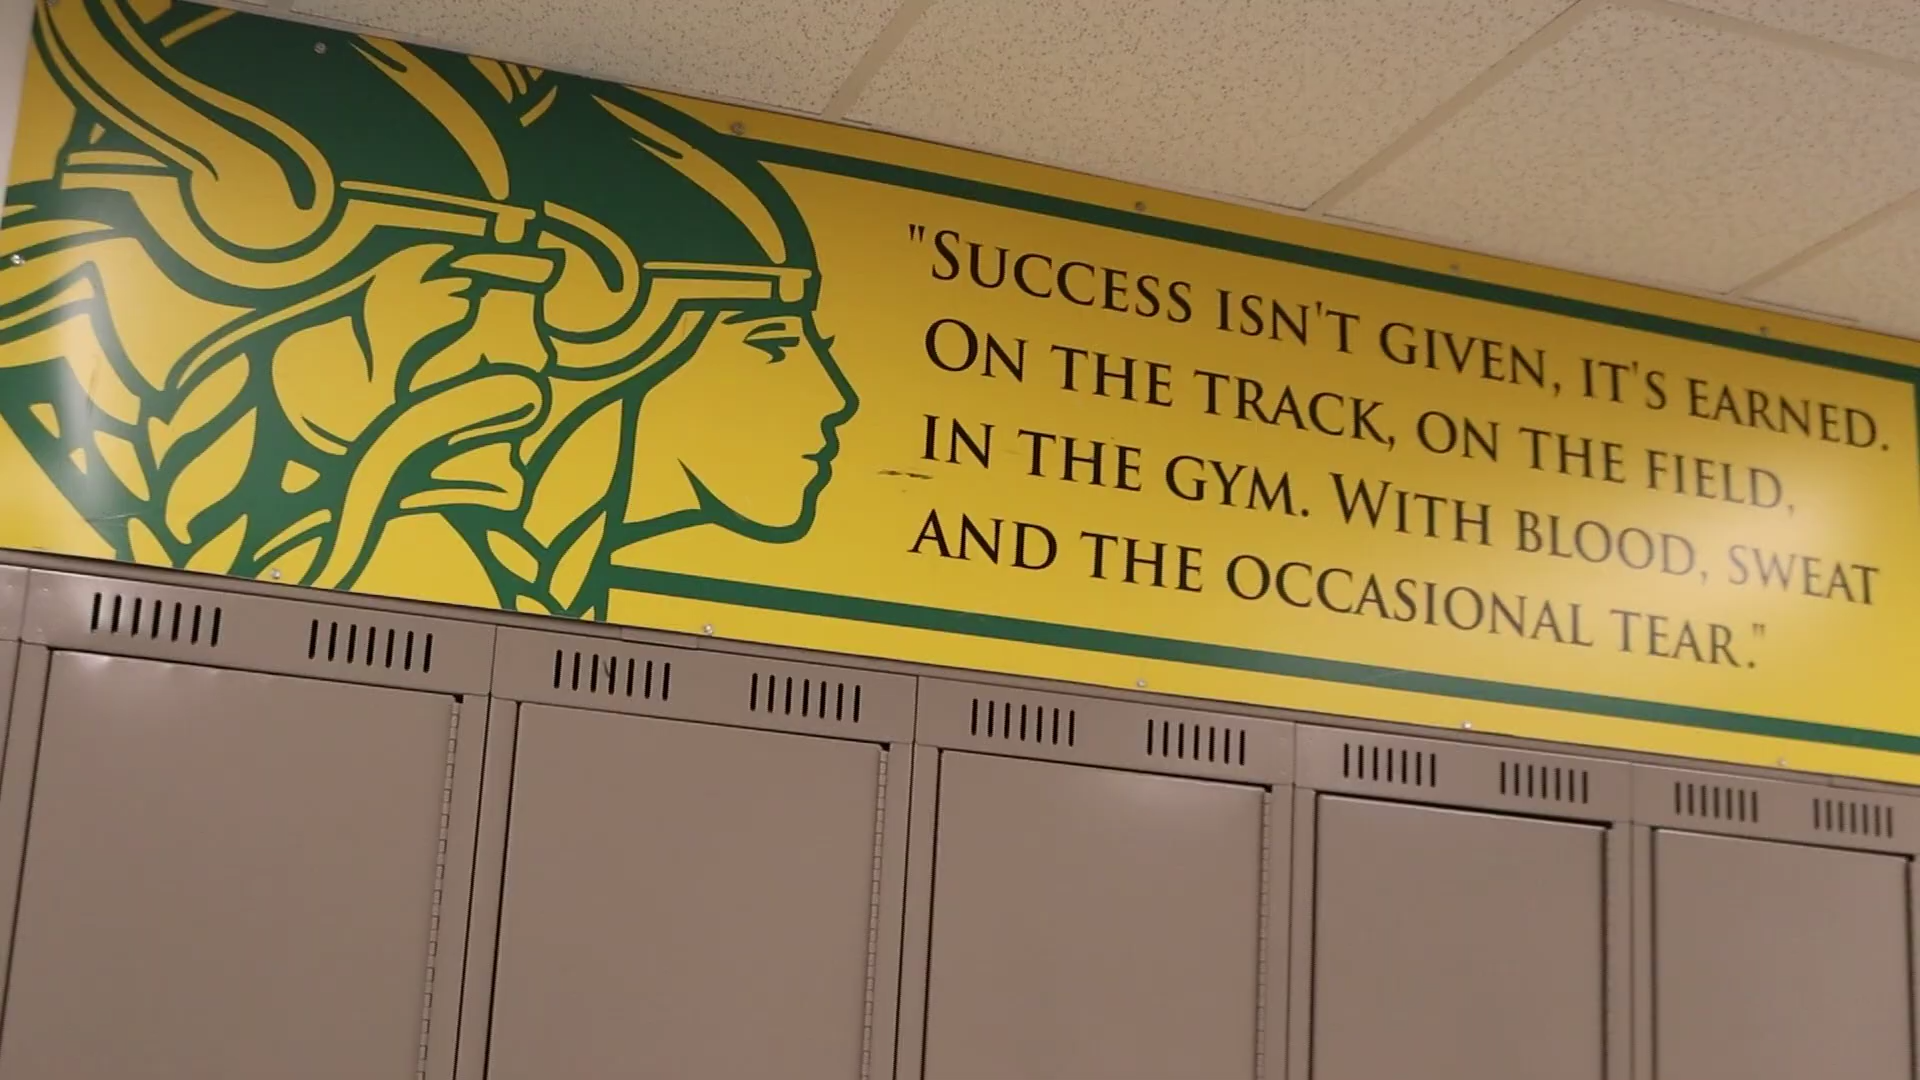 "SUCCESS ISN'T GIVEN, IT'S EARNED.
ON THE TRACK, ON THE FIELD,
IN THE GYM. WITH BLOOD, SWEAT
AND THE OCCASIONAL TEAR."